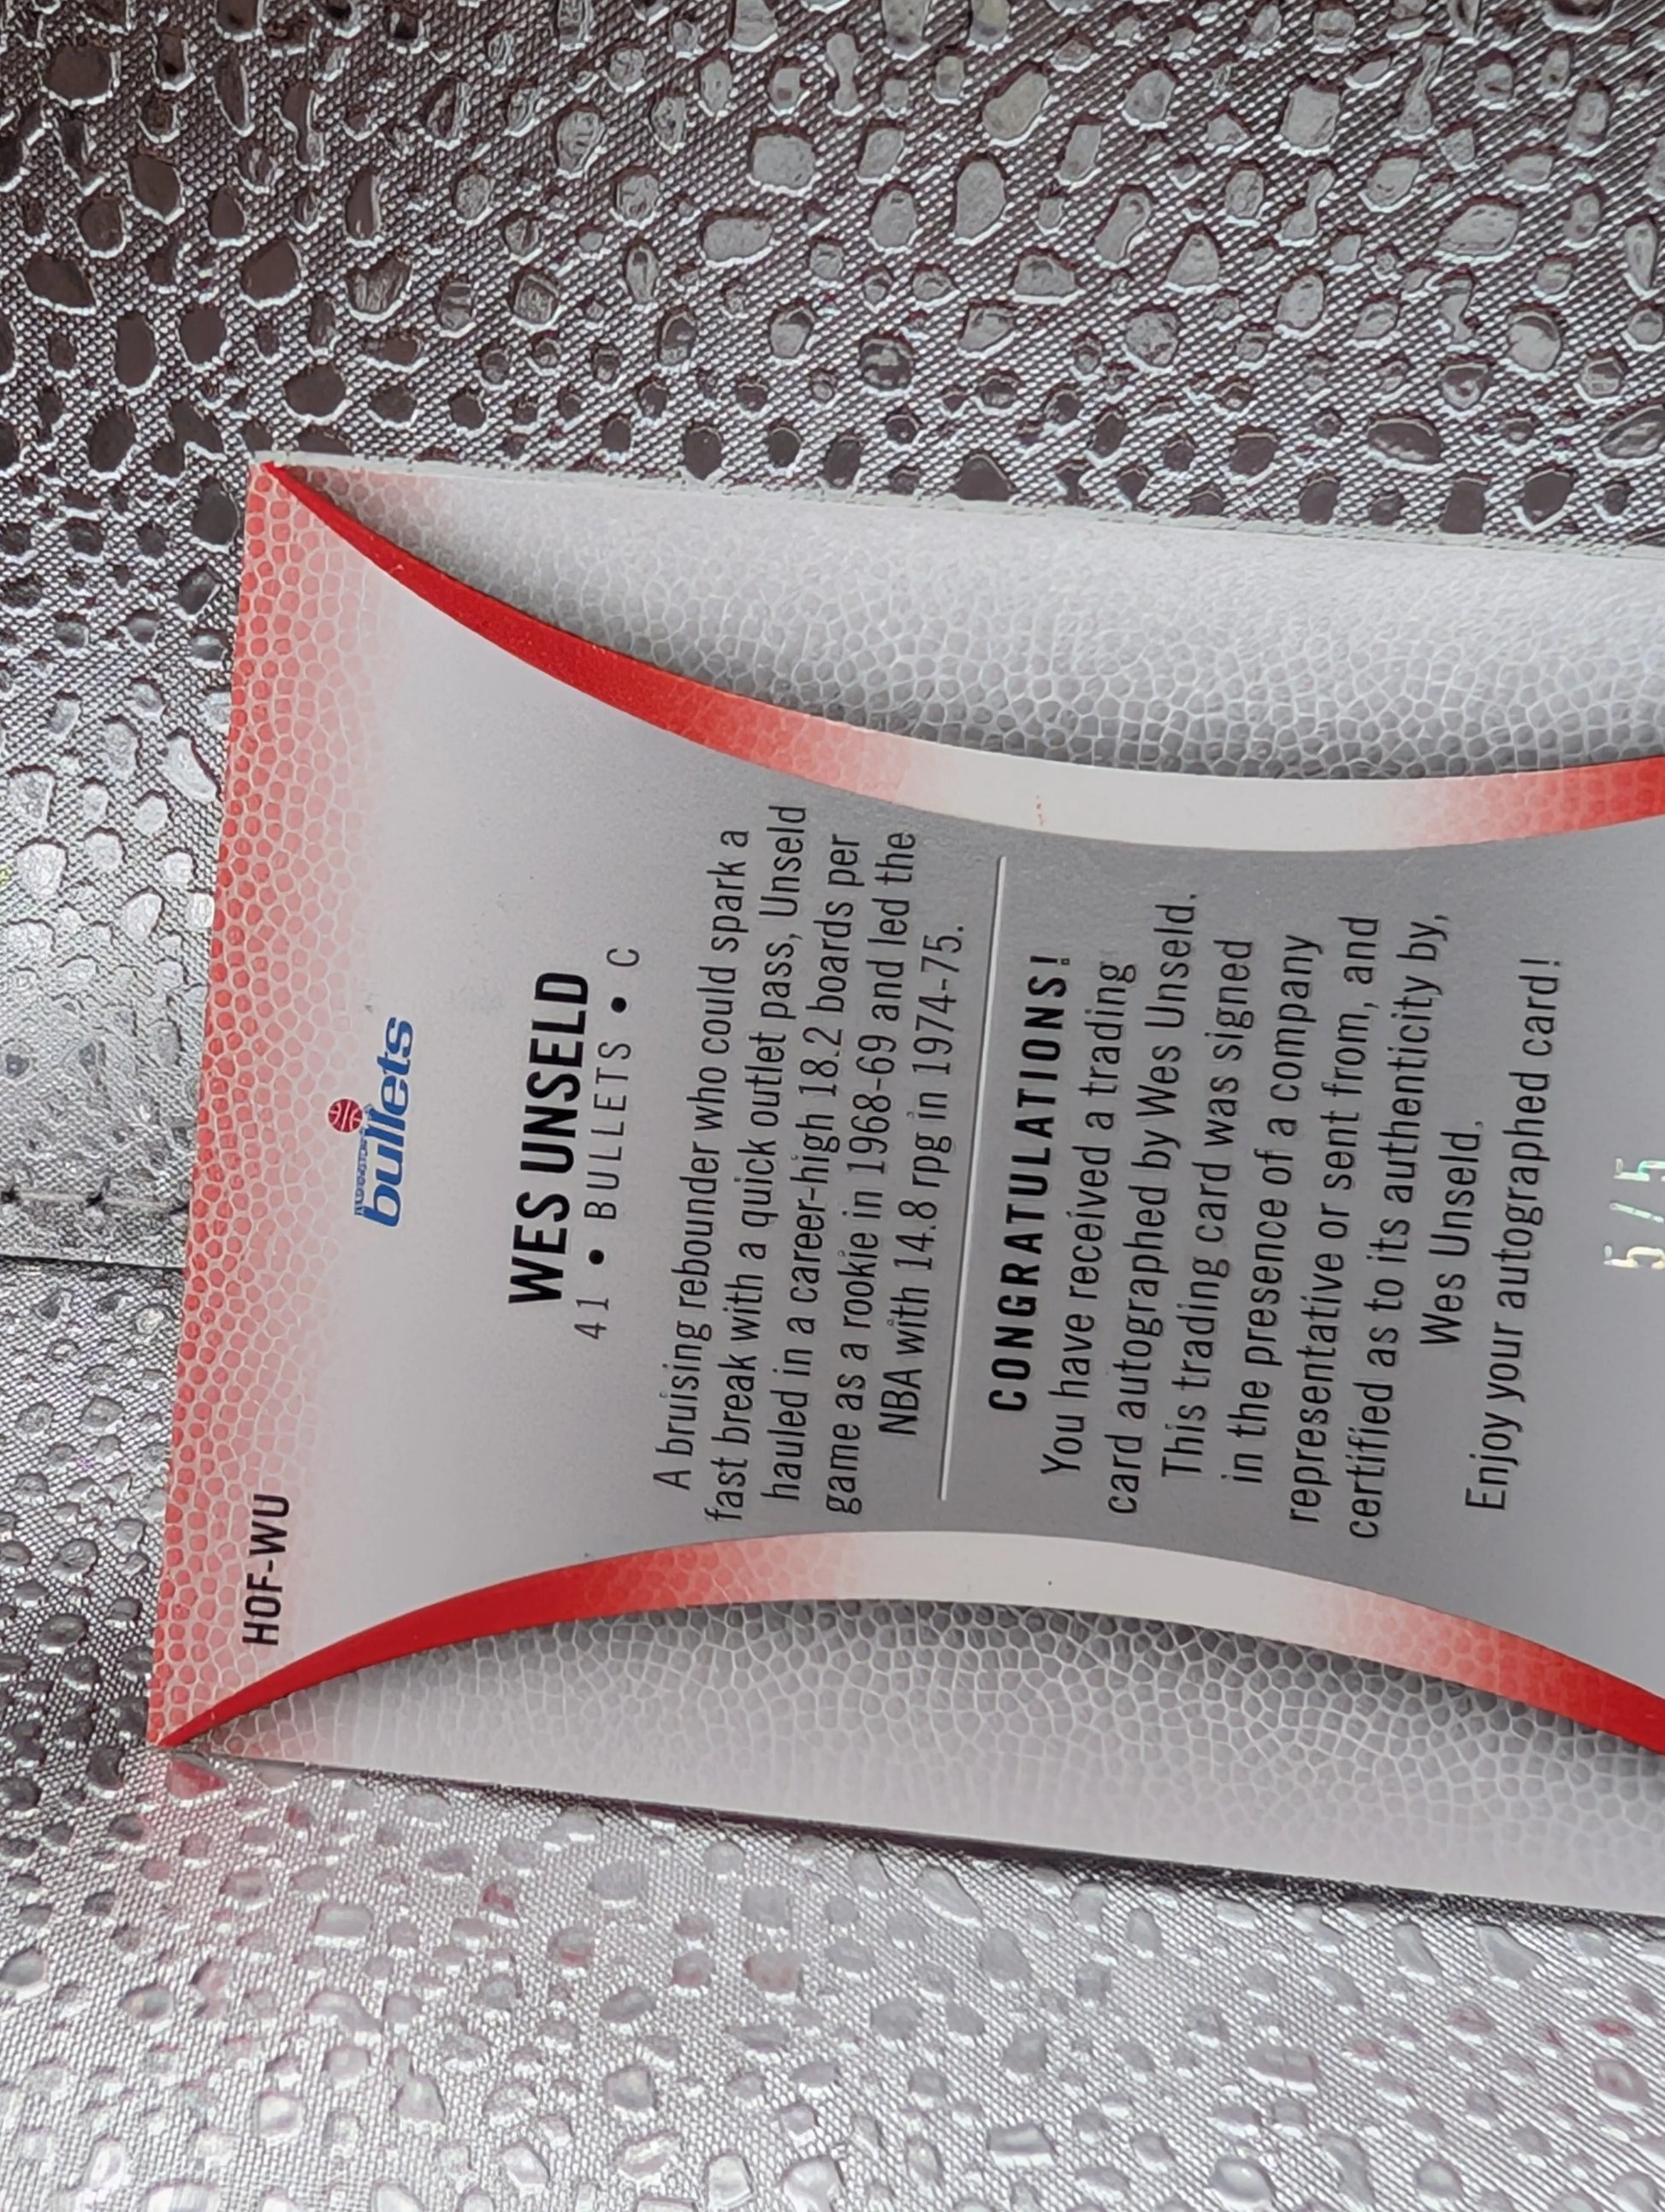 HOF-WU
bullets
WES UNSELD
41 • BULLETS • C
A bruising rebounder who could spark a
fast break with a quick outlet pass, Unseld
hauled in a career-high 18.2 boards per
game as a rookie in 1968-69 and led the
NBA with 14.8 rpg in 1974-75.
CONGRATULATIONS!
You have received a trading
card autographed by Wes Unseld.
This trading card was signed
in the presence of a company
representative or sent from, and
certified as to its authenticity by,
Wes Unseld.
Enjoy your autographed card!
5/5